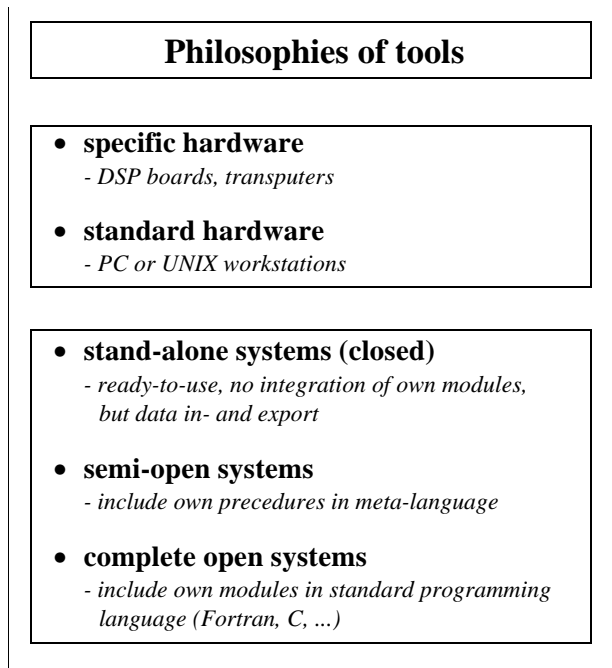 Philosophies of tools
• specific hardware
- DSP boards, transputers
• standard hardware
- PC or UNIX workstations
• stand-alone systems (closed)
- ready-to-use, no integration of own modules,
but data in- and export
• semi-open systems
- include own precedures in meta-language
• complete open systems
- include own modules in standard programming
language (Fortran, C, ...)